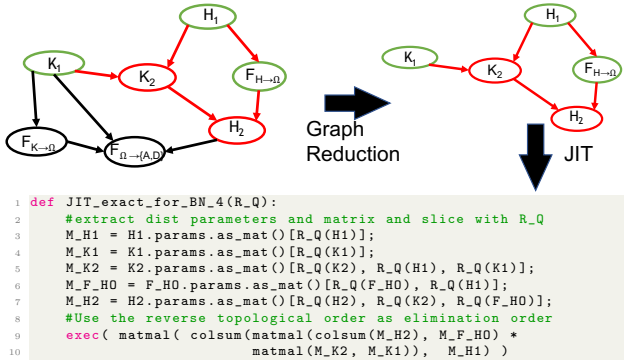 H1
H1
K1
K2
F_H→Ω
K1
K2
F_H→Ω
H2
H2
F_K→Ω
F_Ω→{A,D}
Graph
Reduction
JIT
1 def JIT_exact_for_BN_4(R_Q):
2     #extract dist parameters and matrix and slice with R_Q
3     M_H1 = H1.params.as_mat()[R_Q(H1)];
4     M_K1 = K1.params.as_mat()[R_Q(K1)];
5     M_K2 = K2.params.as_mat()[R_Q(K2), R_Q(H1), R_Q(K1)];
6     M_F_HO = F_HO.params.as_mat()[R_Q(F_HO), R_Q(H1)];
7     M_H2 = H2.params.as_mat()[R_Q(H2), R_Q(K2), R_Q(F_HO)];
8     #Use the reverse topological order as elimination order
9     exec( matmal( colsum(matmal(colsum(M_H2), M_F_HO) *
10                    matmal(M_K2, M_K1)),  M_H1) )